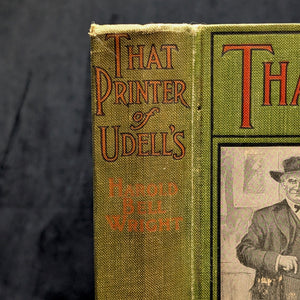 THAT
PRINTER
of
UDELL'S
HAROLD
BELL
WRIGHT
THA